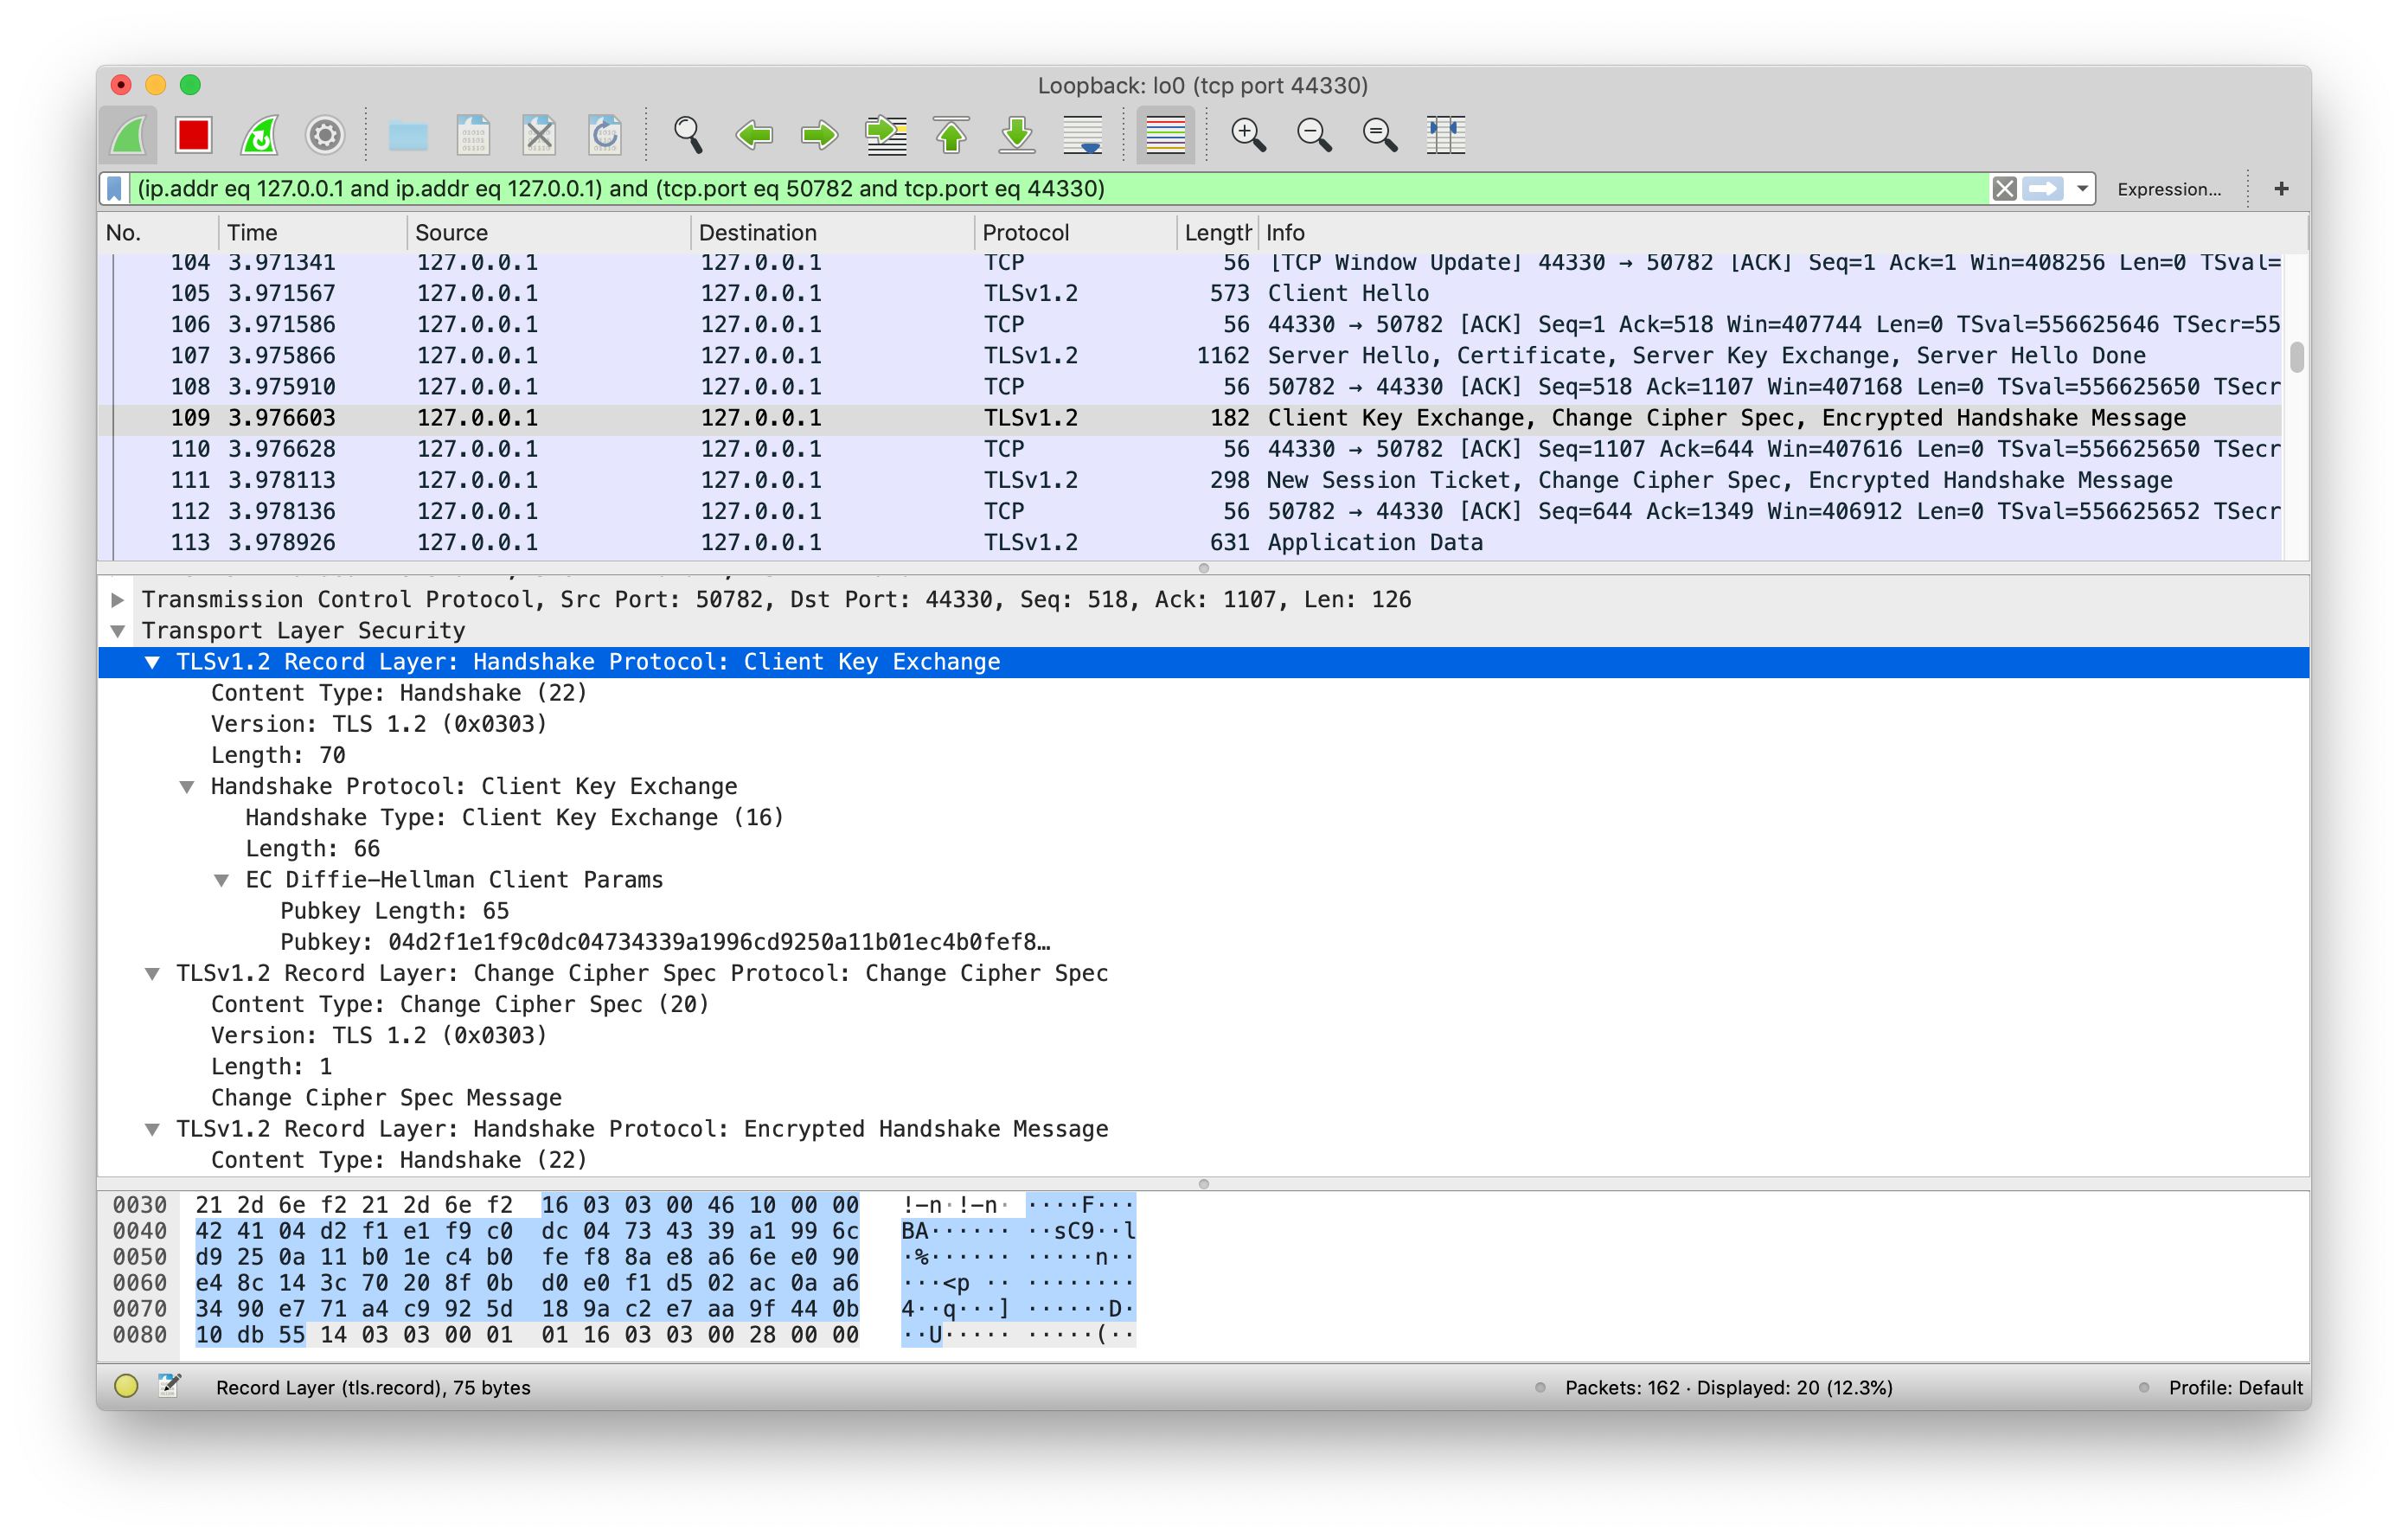 Loopback: lo0 (tcp port 44330)
(ip.addr eq 127.0.0.1 and ip.addr eq 127.0.0.1) and (tcp.port eq 50782 and tcp.port eq 44330) Expression... +
No. Time Source Destination Protocol Length Info
104 3.971341 127.0.0.1 127.0.0.1 TCP 56 [TCP Window Update] 44330 → 50782 [ACK] Seq=1 Ack=1 Win=408256 Len=0 TSval=
105 3.971567 127.0.0.1 127.0.0.1 TLSv1.2 573 Client Hello
106 3.971586 127.0.0.1 127.0.0.1 TCP 56 44330 → 50782 [ACK] Seq=1 Ack=518 Win=407744 Len=0 TSval=556625646 TSecr=55
107 3.975866 127.0.0.1 127.0.0.1 TLSv1.2 1162 Server Hello, Certificate, Server Key Exchange, Server Hello Done
108 3.975910 127.0.0.1 127.0.0.1 TCP 56 50782 → 44330 [ACK] Seq=518 Ack=1107 Win=407168 Len=0 TSval=556625650 TSecr
109 3.976603 127.0.0.1 127.0.0.1 TLSv1.2 182 Client Key Exchange, Change Cipher Spec, Encrypted Handshake Message
110 3.976628 127.0.0.1 127.0.0.1 TCP 56 44330 → 50782 [ACK] Seq=1107 Ack=644 Win=407616 Len=0 TSval=556625650 TSecr
111 3.978113 127.0.0.1 127.0.0.1 TLSv1.2 298 New Session Ticket, Change Cipher Spec, Encrypted Handshake Message
112 3.978136 127.0.0.1 127.0.0.1 TCP 56 50782 → 44330 [ACK] Seq=644 Ack=1349 Win=406912 Len=0 TSval=556625652 TSecr
113 3.978926 127.0.0.1 127.0.0.1 TLSv1.2 631 Application Data
Transmission Control Protocol, Src Port: 50782, Dst Port: 44330, Seq: 518, Ack: 1107, Len: 126
Transport Layer Security
TLSv1.2 Record Layer: Handshake Protocol: Client Key Exchange
Content Type: Handshake (22)
Version: TLS 1.2 (0x0303)
Length: 70
Handshake Protocol: Client Key Exchange
Handshake Type: Client Key Exchange (16)
Length: 66
EC Diffie-Hellman Client Params
Pubkey Length: 65
Pubkey: 04d2f1e1f9c0dc04734339a1996cd9250a11b01ec4b0fef8…
TLSv1.2 Record Layer: Change Cipher Spec Protocol: Change Cipher Spec
Content Type: Change Cipher Spec (20)
Version: TLS 1.2 (0x0303)
Length: 1
Change Cipher Spec Message
TLSv1.2 Record Layer: Handshake Protocol: Encrypted Handshake Message
Content Type: Handshake (22)
0030 21 2d 6e f2 21 2d 6e f2 16 03 03 00 46 10 00 00 !-n·!-n· ····F···
0040 42 41 04 d2 f1 e1 f9 c0 dc 04 73 43 39 a1 99 6c BA······ ··sC9··l
0050 d9 25 0a 11 b0 1e c4 b0 fe f8 8a e8 a6 6e e0 90 ·%······ ·····n··
0060 e4 8c 14 3c 70 20 8f 0b d0 e0 f1 d5 02 ac 0a a6 ···<p ·· ········
0070 34 90 e7 71 a4 c9 92 5d 18 9a c2 e7 aa 9f 44 0b 4··q···] ······D·
0080 10 db 55 14 03 03 00 01 01 16 03 03 00 28 00 00 ··U····· ·····(··
Record Layer (tls.record), 75 bytes Packets: 162 · Displayed: 20 (12.3%) Profile: Default